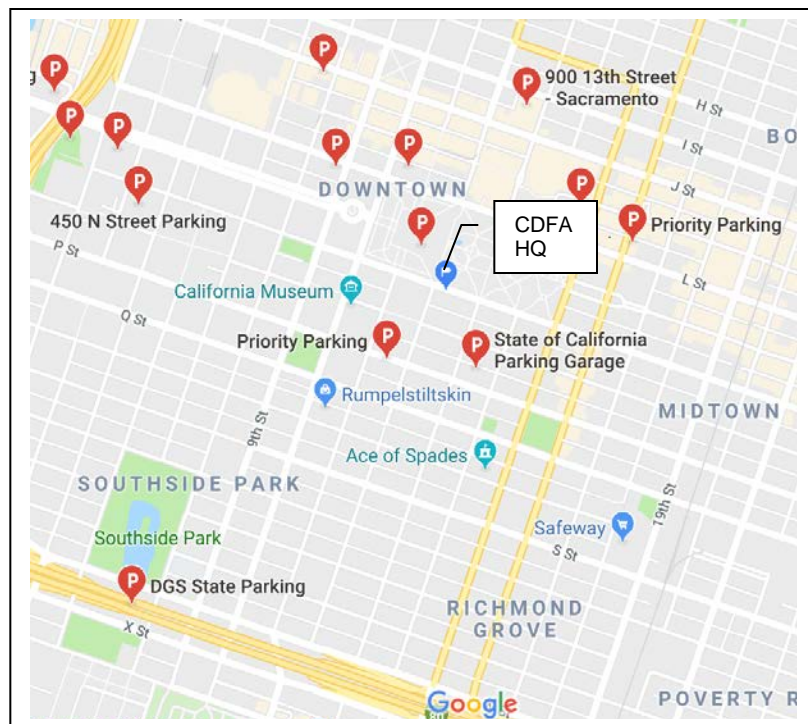 900 13th Street
- Sacramento
H St
I St
BO
J St
g
DOWNTOWN
450 N Street Parking
CDFA
HQ
Priority Parking
P St
L St
California Museum
Q St
Priority Parking
State of California
Parking Garage
Rumpelstiltskin
MIDTOWN
9th St
Ace of Spades
SOUTHSIDE PARK
19th St
Southside Park
Safeway
S St
DGS State Parking
RICHMOND
GROVE
X St
Google
POVERTY R